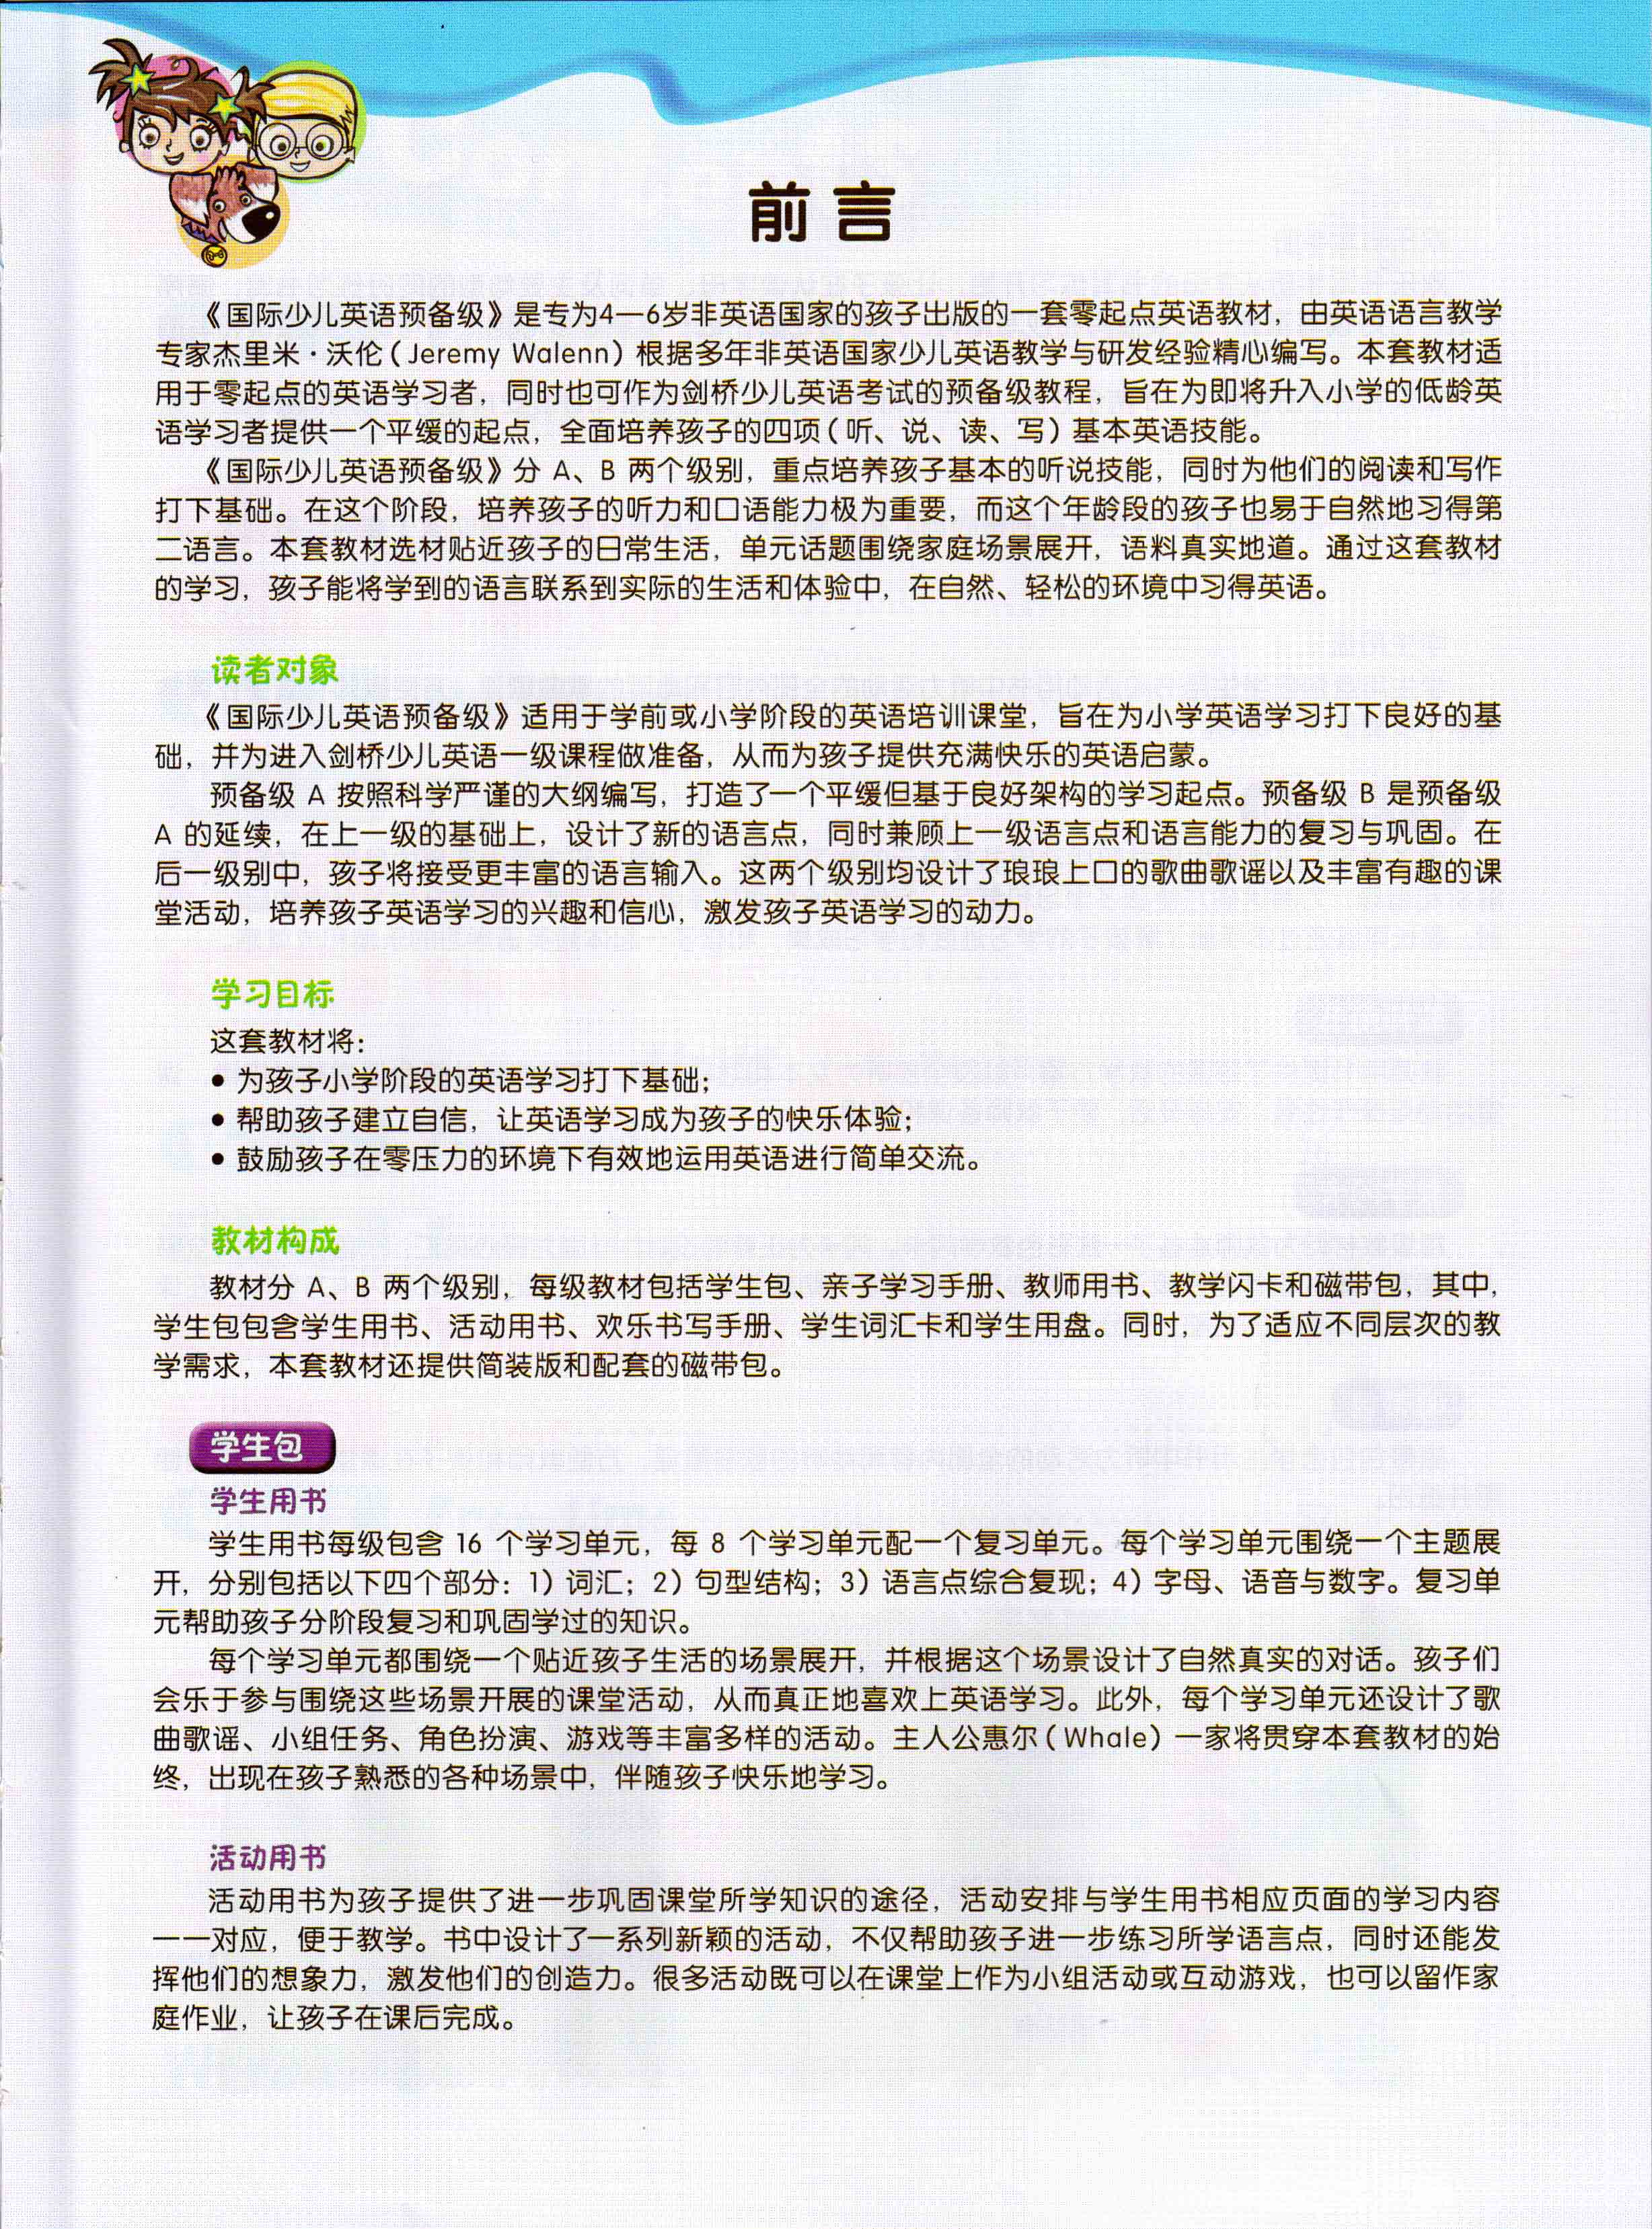 前言
《国际少儿英语预备级》是专为4—6岁非英语国家的孩子出版的一套零起点英语教材，由英语语言教学
专家杰里米·沃伦（Jeremy Walenn）根据多年非英语国家少儿英语教学与研发经验精心编写。本套教材适
用于零起点的英语学习者，同时也可作为剑桥少儿英语考试的预备级教程，旨在为即将升入小学的低龄英
语学习者提供一个平缓的起点，全面培养孩子的四项（听、说、读、写）基本英语技能。
《国际少儿英语预备级》分 A、B 两个级别，重点培养孩子基本的听说技能，同时为他们的阅读和写作
打下基础。在这个阶段，培养孩子的听力和口语能力极为重要，而这个年龄段的孩子也易于自然地习得第
二语言。本套教材选材贴近孩子的日常生活，单元话题围绕家庭场景展开，语料真实地道。通过这套教材
的学习，孩子能将学到的语言联系到实际的生活和体验中，在自然、轻松的环境中习得英语。
读者对象
《国际少儿英语预备级》适用于学前或小学阶段的英语培训课堂，旨在为小学英语学习打下良好的基
础，并为进入剑桥少儿英语一级课程做准备，从而为孩子提供充满快乐的英语启蒙。
预备级 A 按照科学严谨的大纲编写，打造了一个平缓但基于良好架构的学习起点。预备级 B 是预备级
A 的延续，在上一级的基础上，设计了新的语言点，同时兼顾上一级语言点和语言能力的复习与巩固。在
后一级别中，孩子将接受更丰富的语言输入。这两个级别均设计了琅琅上口的歌曲歌谣以及丰富有趣的课
堂活动，培养孩子英语学习的兴趣和信心，激发孩子英语学习的动力。
学习目标
这套教材将：
● 为孩子小学阶段的英语学习打下基础；
● 帮助孩子建立自信，让英语学习成为孩子的快乐体验；
● 鼓励孩子在零压力的环境下有效地运用英语进行简单交流。
教材构成
教材分 A、B 两个级别，每级教材包括学生包、亲子学习手册、教师用书、教学闪卡和磁带包，其中，
学生包包含学生用书、活动用书、欢乐书写手册、学生词汇卡和学生用盘。同时，为了适应不同层次的教
学需求，本套教材还提供简装版和配套的磁带包。
学生包
学生用书
学生用书每级包含 16 个学习单元，每 8 个学习单元配一个复习单元。每个学习单元围绕一个主题展
开，分别包括以下四个部分：1）词汇；2）句型结构；3）语言点综合复现；4）字母、语音与数字。复习单
元帮助孩子分阶段复习和巩固学过的知识。
每个学习单元都围绕一个贴近孩子生活的场景展开，并根据这个场景设计了自然真实的对话。孩子们
会乐于参与围绕这些场景开展的课堂活动，从而真正地喜欢上英语学习。此外，每个学习单元还设计了歌
曲歌谣、小组任务、角色扮演、游戏等丰富多样的活动。主人公惠尔（Whale）一家将贯穿本套教材的始
终，出现在孩子熟悉的各种场景中，伴随孩子快乐地学习。
活动用书
活动用书为孩子提供了进一步巩固课堂所学知识的途径，活动安排与学生用书相应页面的学习内容
一一对应，便于教学。书中设计了一系列新颖的活动，不仅帮助孩子进一步练习所学语言点，同时还能发
挥他们的想象力，激发他们的创造力。很多活动既可以在课堂上作为小组活动或互动游戏，也可以留作家
庭作业，让孩子在课后完成。